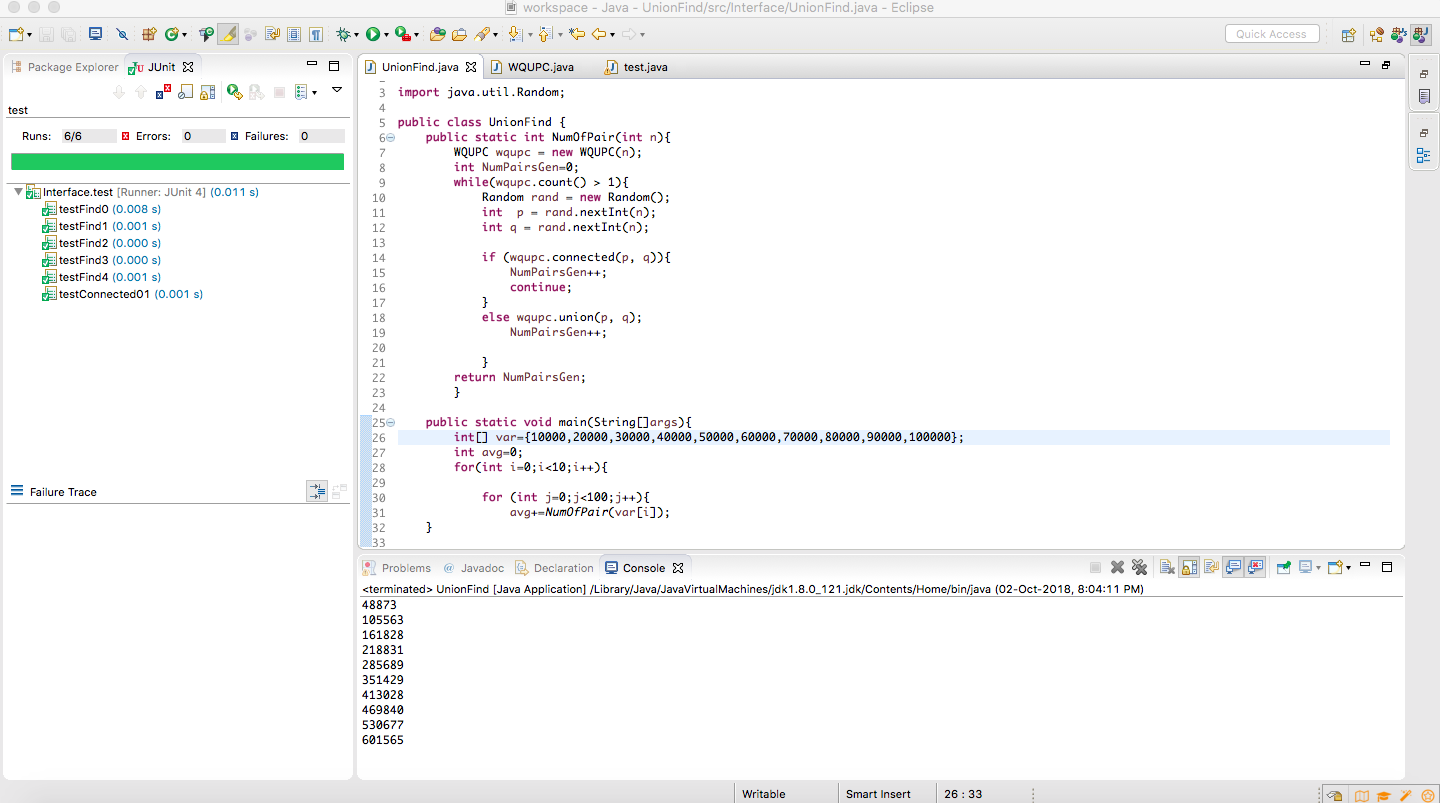 workspace - Java - UnionFind/src/Interface/UnionFind.java - Eclipse
Quick Access
Package Explorer JUnit
test
Runs: 6/6 Errors: 0 Failures: 0
Interface.test [Runner: JUnit 4] (0.011 s)
testFind0 (0.008 s)
testFind1 (0.001 s)
testFind2 (0.000 s)
testFind3 (0.000 s)
testFind4 (0.001 s)
testConnected01 (0.001 s)
Failure Trace
UnionFind.java WQUPC.java test.java
3 import java.util.Random;
4
5 public class UnionFind {
6 public static int NumOfPair(int n){
7 WQUPC wqupc = new WQUPC(n);
8 int NumPairsGen=0;
9 while(wqupc.count() > 1){
10 Random rand = new Random();
11 int  p = rand.nextInt(n);
12 int q = rand.nextInt(n);
13
14 if (wqupc.connected(p, q)){
15 NumPairsGen++;
16 continue;
17 }
18 else wqupc.union(p, q);
19 NumPairsGen++;
20
21 }
22 return NumPairsGen;
23 }
24
25 public static void main(String[]args){
26 int[] var={10000,20000,30000,40000,50000,60000,70000,80000,90000,100000};
27 int avg=0;
28 for(int i=0;i<10;i++){
29
30 for (int j=0;j<100;j++){
31 avg+=NumOfPair(var[i]);
32 }
33
Problems @ Javadoc Declaration Console
<terminated> UnionFind [Java Application] /Library/Java/JavaVirtualMachines/jdk1.8.0_121.jdk/Contents/Home/bin/java (02-Oct-2018, 8:04:11 PM)
48873
105563
161828
218831
285689
351429
413028
469840
530677
601565
Writable Smart Insert 26 : 33